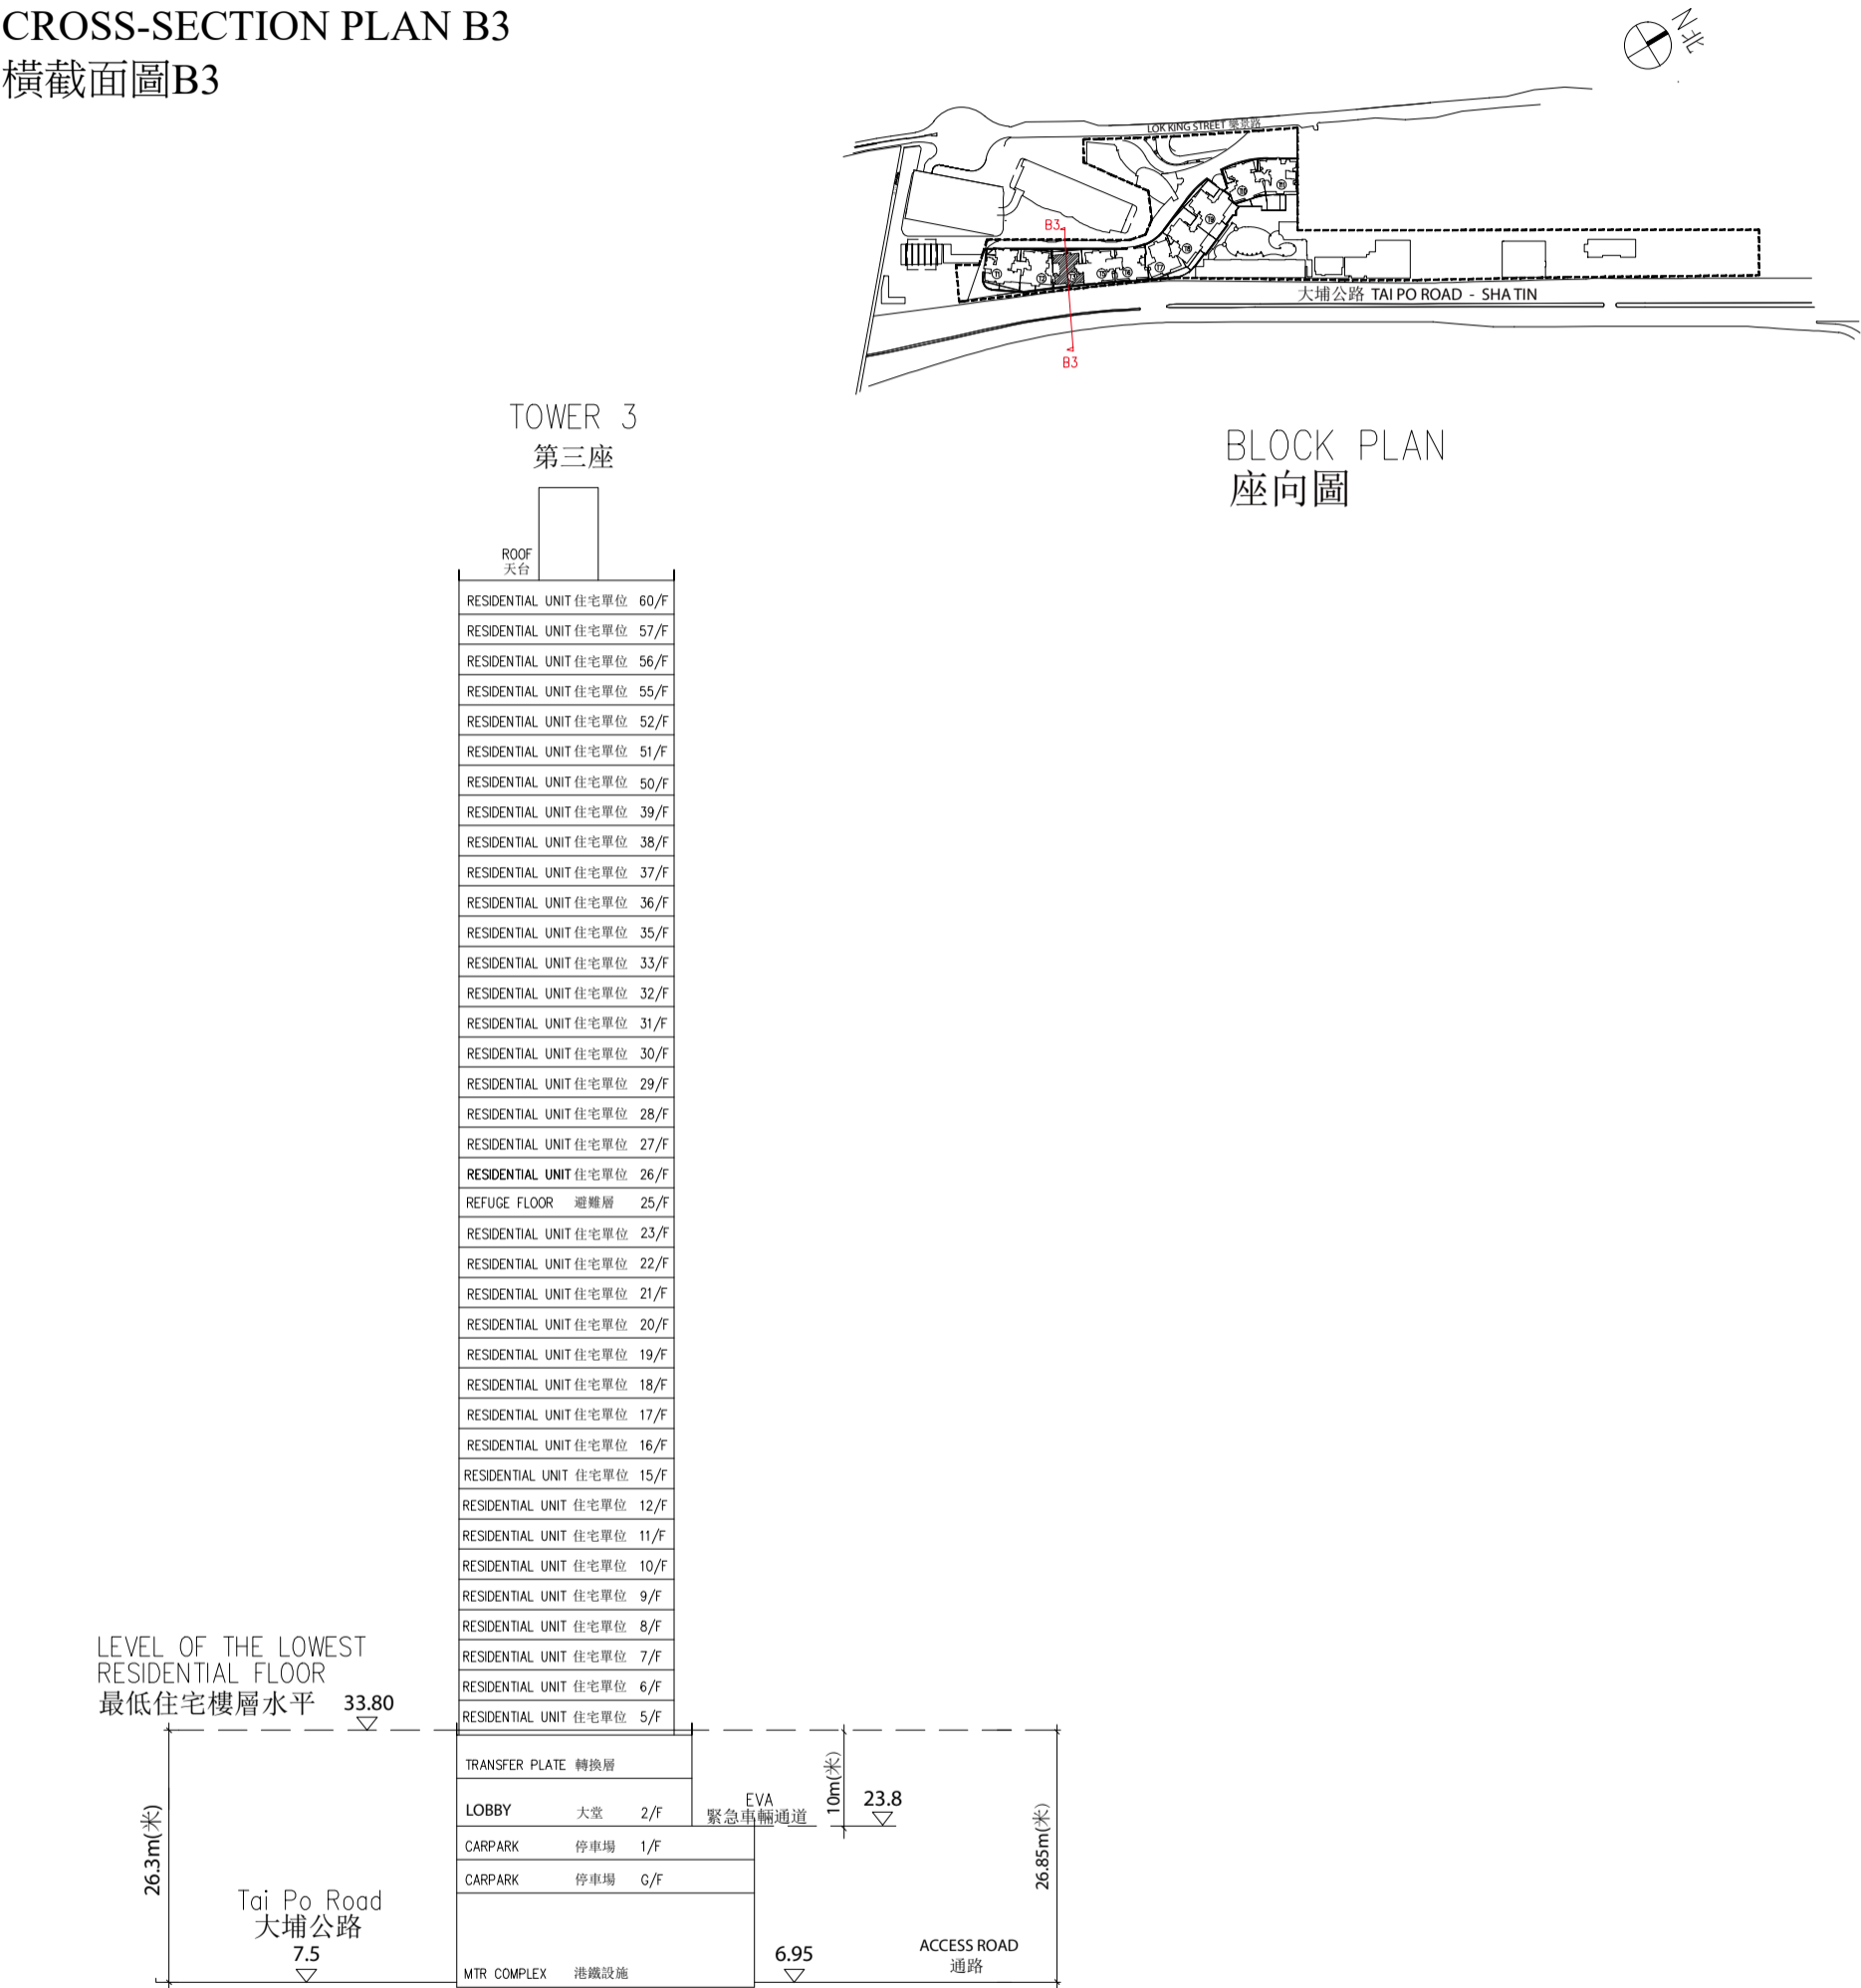 CROSS-SECTION PLAN B3
橫截面圖B3
N 北
LOK KING STREET 樂景路
B3
T1
T2
T3
T5
T6
T7
T8
T9
T10
T11
大埔公路 TAI PO ROAD - SHA TIN
B3
BLOCK PLAN
座向圖
TOWER 3
第三座
ROOF
天台
RESIDENTIAL UNIT 住宅單位 60/F
RESIDENTIAL UNIT 住宅單位 57/F
RESIDENTIAL UNIT 住宅單位 56/F
RESIDENTIAL UNIT 住宅單位 55/F
RESIDENTIAL UNIT 住宅單位 52/F
RESIDENTIAL UNIT 住宅單位 51/F
RESIDENTIAL UNIT 住宅單位 50/F
RESIDENTIAL UNIT 住宅單位 39/F
RESIDENTIAL UNIT 住宅單位 38/F
RESIDENTIAL UNIT 住宅單位 37/F
RESIDENTIAL UNIT 住宅單位 36/F
RESIDENTIAL UNIT 住宅單位 35/F
RESIDENTIAL UNIT 住宅單位 33/F
RESIDENTIAL UNIT 住宅單位 32/F
RESIDENTIAL UNIT 住宅單位 31/F
RESIDENTIAL UNIT 住宅單位 30/F
RESIDENTIAL UNIT 住宅單位 29/F
RESIDENTIAL UNIT 住宅單位 28/F
RESIDENTIAL UNIT 住宅單位 27/F
RESIDENTIAL UNIT 住宅單位 26/F
REFUGE FLOOR 避難層 25/F
RESIDENTIAL UNIT 住宅單位 23/F
RESIDENTIAL UNIT 住宅單位 22/F
RESIDENTIAL UNIT 住宅單位 21/F
RESIDENTIAL UNIT 住宅單位 20/F
RESIDENTIAL UNIT 住宅單位 19/F
RESIDENTIAL UNIT 住宅單位 18/F
RESIDENTIAL UNIT 住宅單位 17/F
RESIDENTIAL UNIT 住宅單位 16/F
RESIDENTIAL UNIT 住宅單位 15/F
RESIDENTIAL UNIT 住宅單位 12/F
RESIDENTIAL UNIT 住宅單位 11/F
RESIDENTIAL UNIT 住宅單位 10/F
RESIDENTIAL UNIT 住宅單位 9/F
RESIDENTIAL UNIT 住宅單位 8/F
RESIDENTIAL UNIT 住宅單位 7/F
RESIDENTIAL UNIT 住宅單位 6/F
RESIDENTIAL UNIT 住宅單位 5/F
LEVEL OF THE LOWEST
RESIDENTIAL FLOOR
最低住宅樓層水平 33.80
TRANSFER PLATE 轉換層
LOBBY 大堂 2/F
CARPARK 停車場 1/F
CARPARK 停車場 G/F
MTR COMPLEX 港鐵設施
EVA
緊急車輛通道
10m(米)
23.8
26.3m(米)
26.85m(米)
Tai Po Road
大埔公路
7.5
6.95
ACCESS ROAD
通路